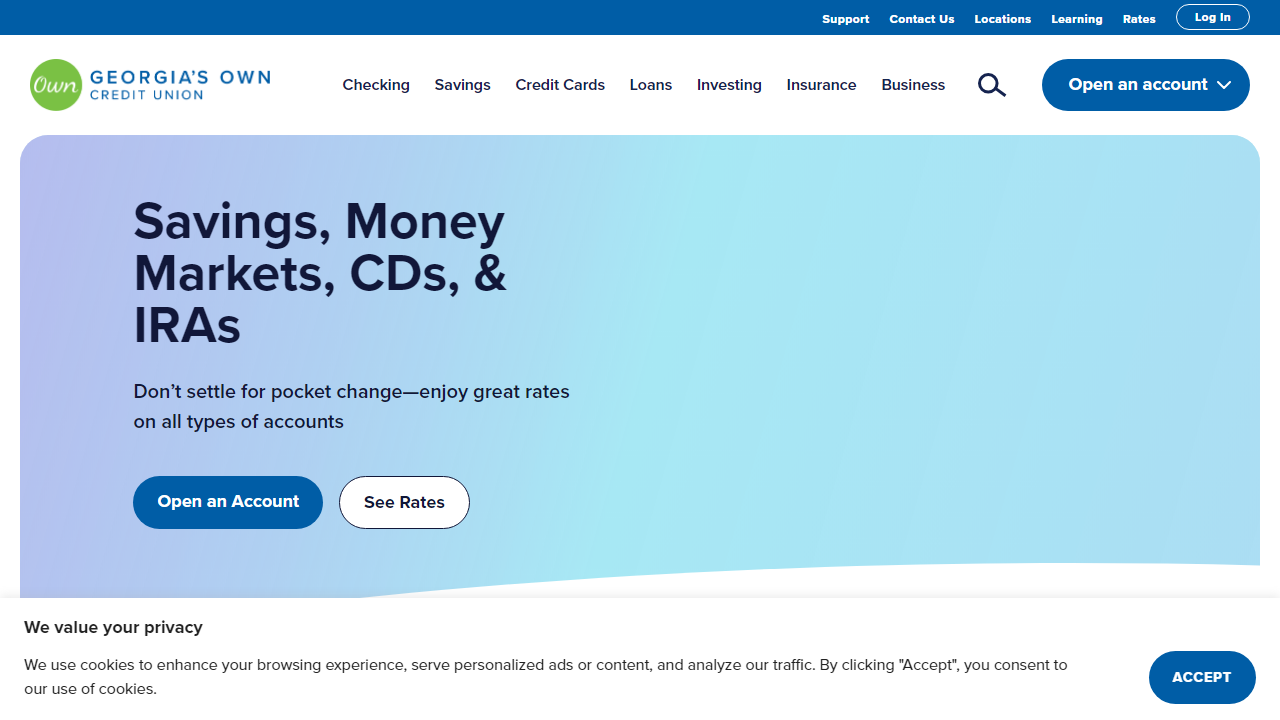 Support Contact Us Locations Learning Rates Log In
Own GEORGIA'S OWN
CREDIT UNION
Checking Savings Credit Cards Loans Investing Insurance Business Open an account
Savings, Money
Markets, CDs, &
IRAs
Don’t settle for pocket change—enjoy great rates
on all types of accounts
Open an Account See Rates
We value your privacy
We use cookies to enhance your browsing experience, serve personalized ads or content, and analyze our traffic. By clicking "Accept", you consent to
our use of cookies.
ACCEPT